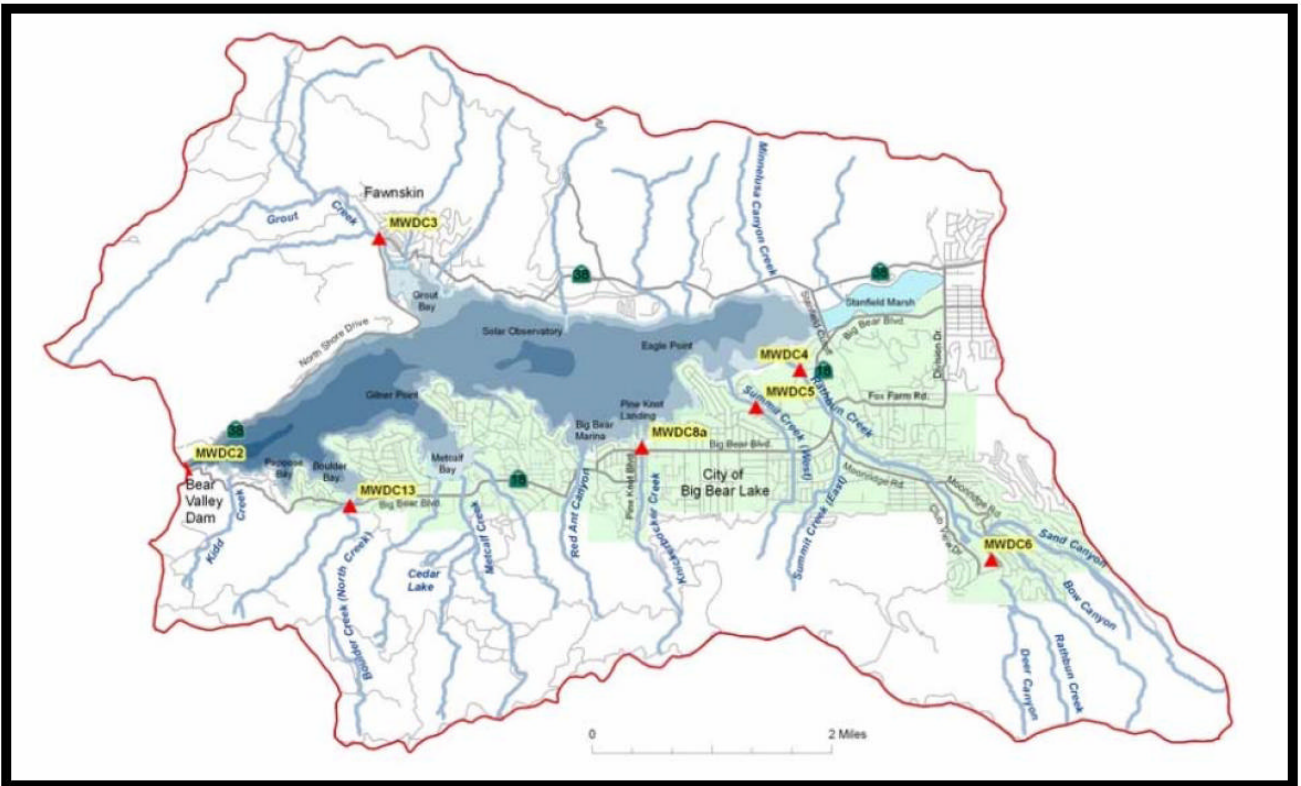 Fawnskin
Grout
Creek
MWDC3
Minnelusa Canyon Creek
38
38
Grout
Bay
Stanfield Marsh
Stanfield Cutoff
Big Bear Blvd.
Division Dr.
North Shore Drive
Solar Observatory
Eagle Point
MWDC4
18
MWDC5
Rathbun Creek
Fox Farm Rd.
Gibner Point
Summit Creek (West)
Pine Knot
Landing
Big Bear
Marina
MWDC8a
Big Bear Blvd.
38
MWDC2
Papoose
Bay
Boulder
Bay
Metcalf
Bay
City of
Big Bear Lake
Moonridge Rd.
Moonridge Rd.
Bear
Valley
Dam
Kidd
Creek
MWDC13
Big Bear Blvd.
18
Pine Knot Blvd.
Red Ant Canyon
Metcalf Creek
Knickerbocker Creek
Summit Creek (East)
Club View Dr.
MWDC6
Sand Canyon
Bow Canyon
Cedar
Lake
Boulder Creek (North Creek)
Deer Canyon
Rathbun Creek
0
2 Miles